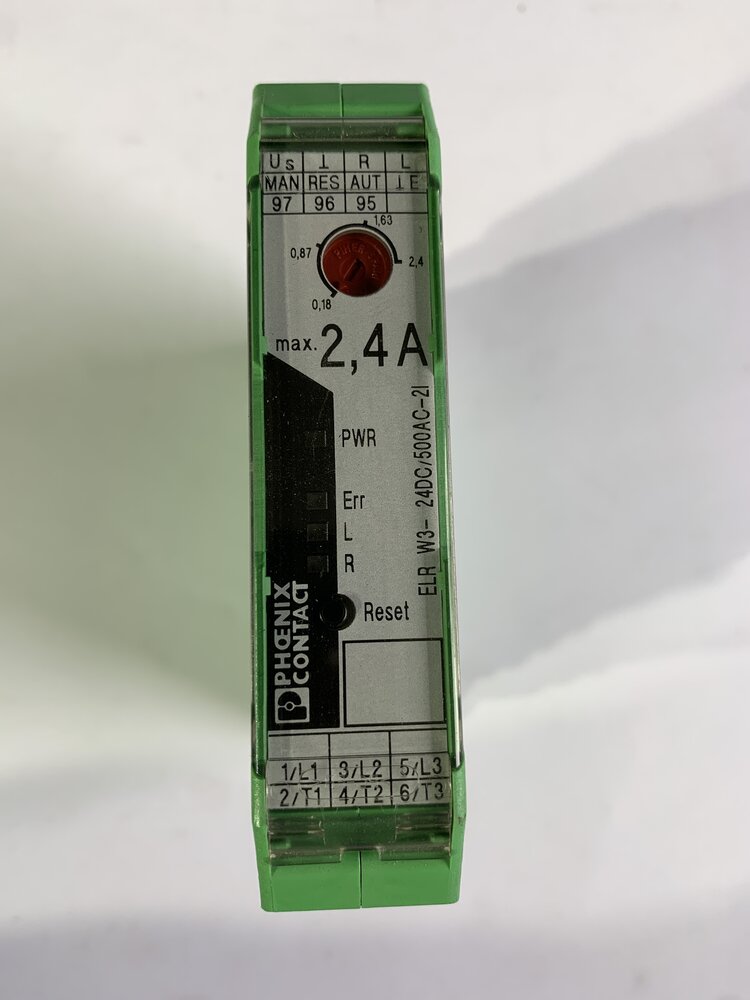 Us ⊥ R L
MAN RES AUT ⊥E
97 96 95
1,63
0,87
2,4
0,18
max. 2,4A
PWR
Err
L
R
ELR W3- 24DC/500AC-2I
Reset
PHŒNIX
CONTACT
1/L1 3/L2 5/L3
2/T1 4/T2 6/T3